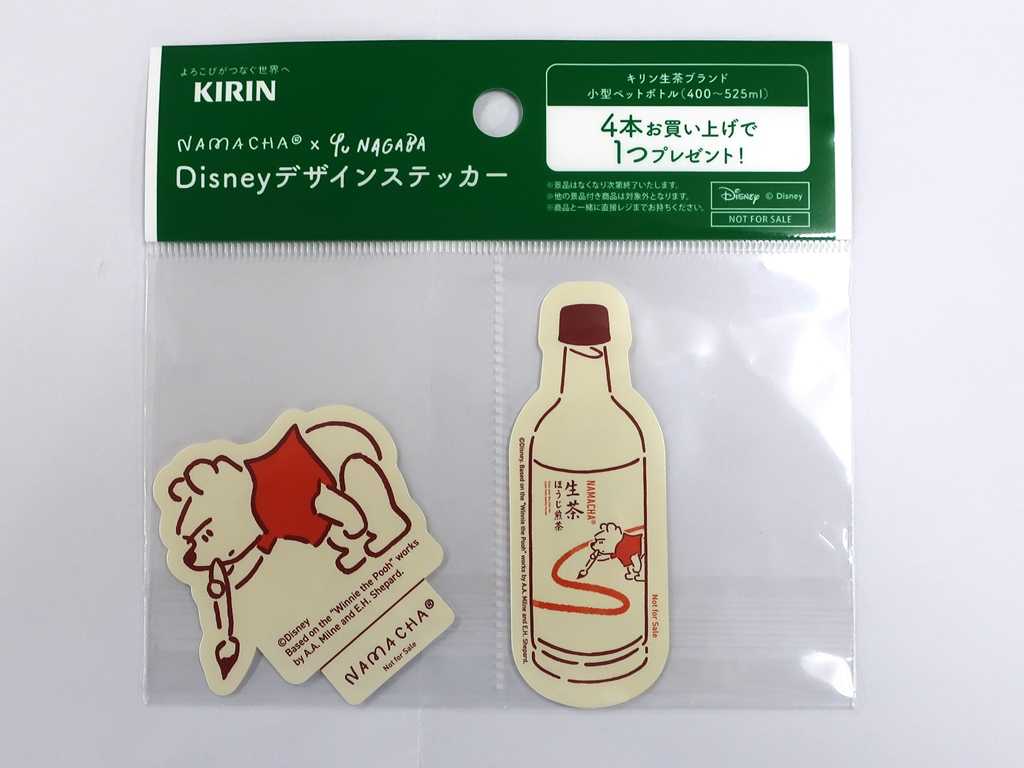 よろこびがつなぐ世界へ
KIRIN
NAMACHA® × Yu NAGABA
Disneyデザインステッカー
キリン生茶ブランド
小型ペットボトル(400〜525ml)
4本お買い上げで
1つプレゼント!
※景品はなくなり次第終了いたします。
※他の景品付き商品は対象外となります。
※商品と一緒に直接レジまでお持ちください。
Disney © Disney
NOT FOR SALE
©Disney
Based on the "Winnie the Pooh" works
by A.A. Milne and E.H. Shepard.
NAMACHA®
Not for Sale
©Disney. Based on the "Winnie the Pooh" works by A.A. Milne and E.H. Shepard.
NAMACHA®
生茶
ほうじ煎茶
Not for Sale